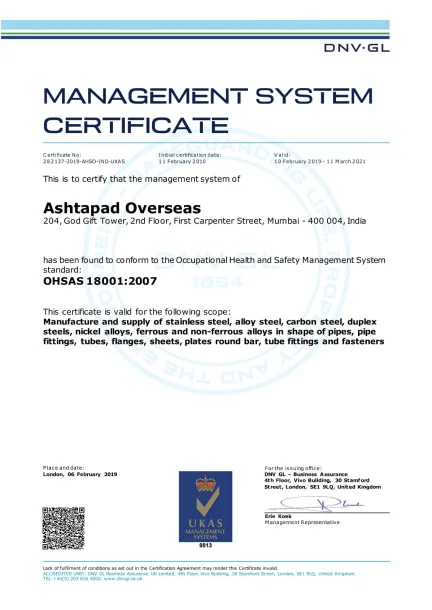 DNV·GL
MANAGEMENT SYSTEM
CERTIFICATE
Certificate No:
282137-2019-AHSO-IND-UKAS
Initial certification date:
11 February 2010
Valid:
10 February 2019 - 11 March 2021
This is to certify that the management system of
Ashtapad Overseas
204, God Gift Tower, 2nd Floor, First Carpenter Street, Mumbai - 400 004, India
has been found to conform to the Occupational Health and Safety Management System
standard:
OHSAS 18001:2007
This certificate is valid for the following scope:
Manufacture and supply of stainless steel, alloy steel, carbon steel, duplex
steels, nickel alloys, ferrous and non-ferrous alloys in shape of pipes, pipe
fittings, tubes, flanges, sheets, plates round bar, tube fittings and fasteners
Place and date:
London, 06 February 2019
For the issuing office:
DNV GL – Business Assurance
4th Floor, Vivo Building, 30 Stamford
Street, London, SE1 9LQ, United Kingdom
UKAS
MANAGEMENT
SYSTEMS
0013
Erie Koek
Management Representative
Lack of fulfilment of conditions as set out in the Certification Agreement may render this Certificate invalid.
ACCREDITED UNIT: DNV GL Business Assurance UK Limited, 4th Floor, Vivo Building, 30 Stamford Street, London, SE1 9LQ, United Kingdom.
TEL:+44(0) 203 816 4000. www.dnvgl.co.uk